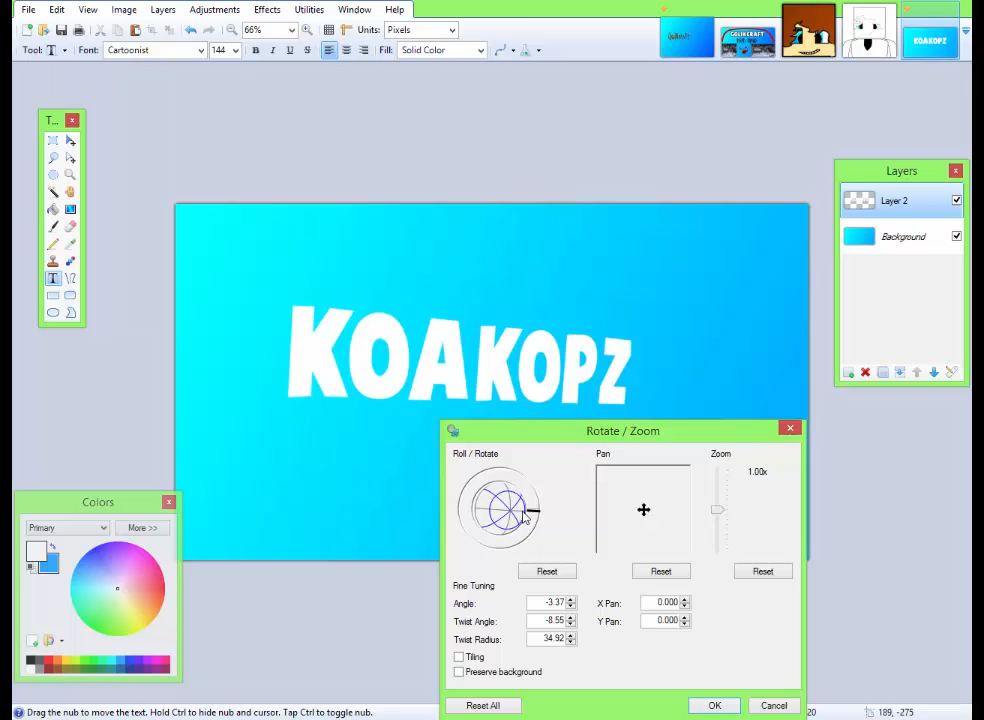 File Edit View Image Layers Adjustments Effects Utilities Window Help
66% Units: Pixels
Tool: T Font: Cartoonist 144 B I U S Fill: Solid Color
GOLDIECRAFT
KOAKOPZ
T...
Layers
Layer 2
Background
KOAKOPZ
Rotate / Zoom
Roll / Rotate Pan Zoom
1.00x
Reset Reset Reset
Fine Tuning
Angle: -3.37 X Pan: 0.000
Twist Angle: -8.55 Y Pan: 0.000
Twist Radius: 34.92
Tiling
Preserve background
Reset All OK Cancel
Colors
Primary More >>
Drag the nub to move the text. Hold Ctrl to hide nub and cursor. Tap Ctrl to toggle nub. 20 189, -275